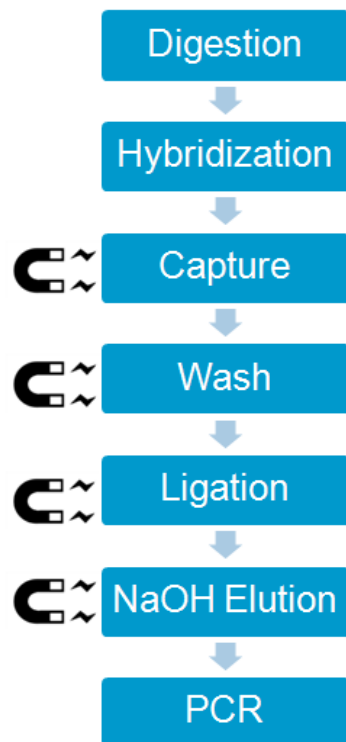 Digestion
Hybridization
Capture
Wash
Ligation
NaOH Elution
PCR